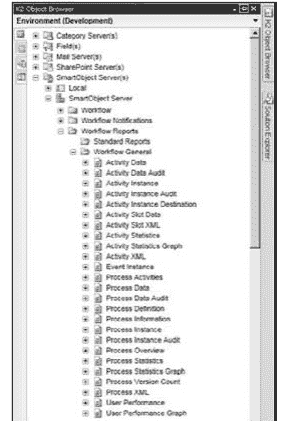 K2 Object Browser
Environment (Development)
Category Server(s)
Field(s)
Mail Server(s)
SharePoint Server(s)
SmartObject Server(s)
Local
SmartObject Server
Workflow
Workflow Notifications
Workflow Reports
Standard Reports
Workflow General
Activity Data
Activity Data Audit
Activity Instance
Activity Instance Audit
Activity Instance Destination
Activity Slot Data
Activity Slot XML
Activity Statistics
Activity Statistics Graph
Activity XML
Event Instance
Process Activities
Process Data
Process Data Audit
Process Definition
Process Information
Process Instance
Process Instance Audit
Process Overview
Process Statistics
Process Statistics Graph
Process Version Count
Process XML
User Performance
User Performance Graph
K2 Object Browser
Solution Explorer